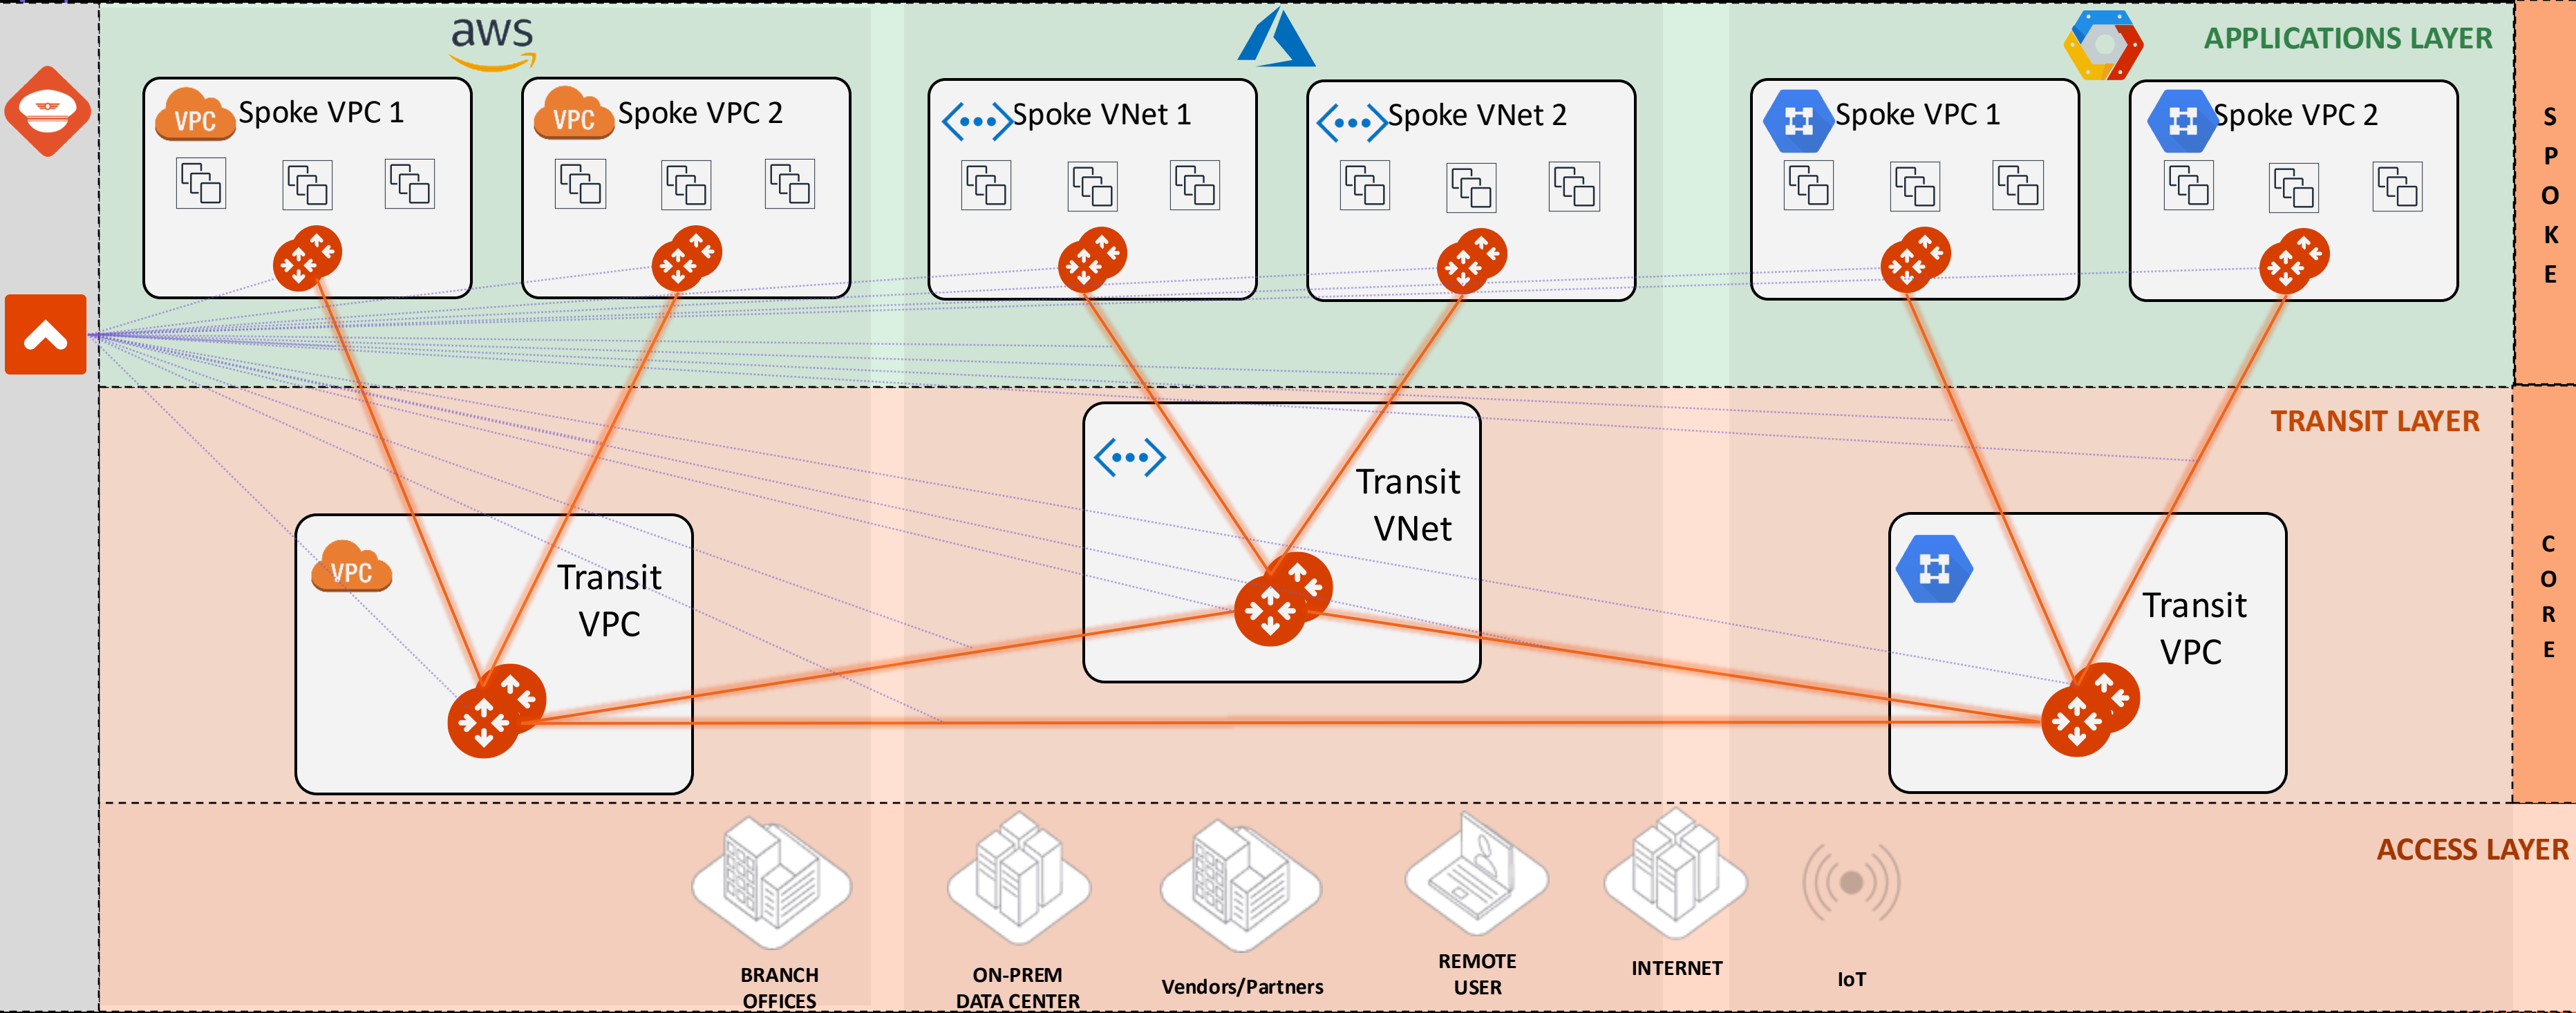 aws
APPLICATIONS LAYER
VPC
Spoke VPC 1
VPC
Spoke VPC 2
Spoke VNet 1
Spoke VNet 2
Spoke VPC 1
Spoke VPC 2
S
P
O
K
E
TRANSIT LAYER
VPC
Transit
VPC
Transit
VNet
Transit
VPC
C
O
R
E
ACCESS LAYER
BRANCH
OFFICES
ON-PREM
DATA CENTER
Vendors/Partners
REMOTE
USER
INTERNET
IoT